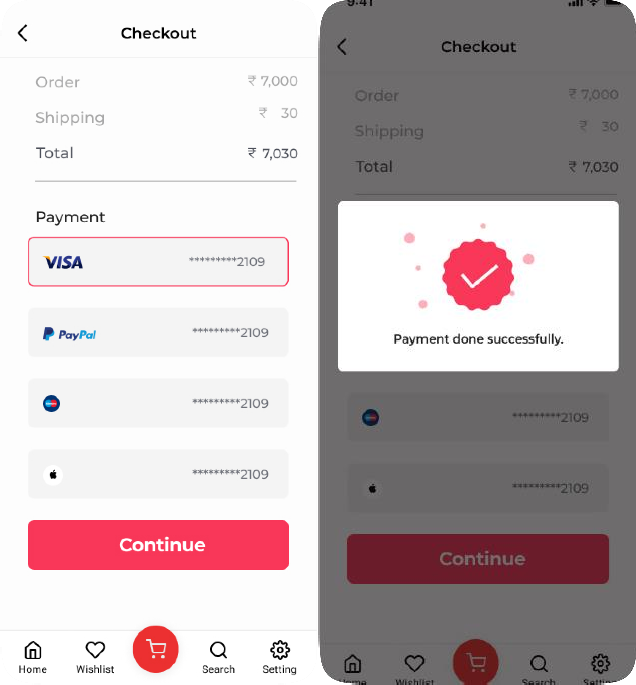 Checkout
Order ₹ 7,000
Shipping ₹ 30
Total ₹ 7,030
Payment
VISA *********2109
PayPal *********2109
*********2109
*********2109
Continue
Home Wishlist Search Setting
9:41
Checkout
Order ₹ 7,000
Shipping ₹ 30
Total ₹ 7,030
Payment done successfully.
*********2109
*********2109
Continue
Home Wishlist Search Setting